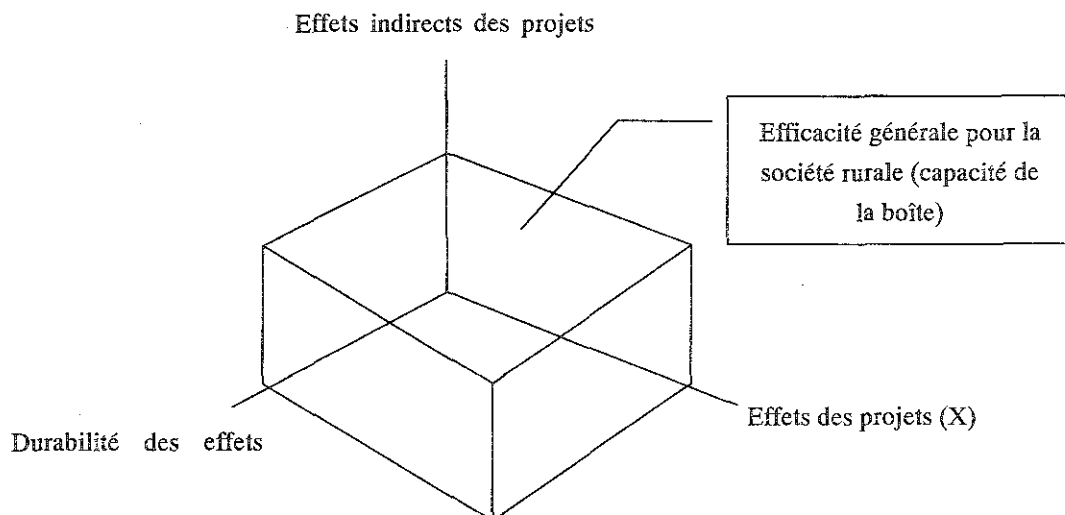 Effets indirects des projets
Efficacité générale pour la
société rurale (capacité de
la boîte)
Effets des projets (X)
Durabilité des effets